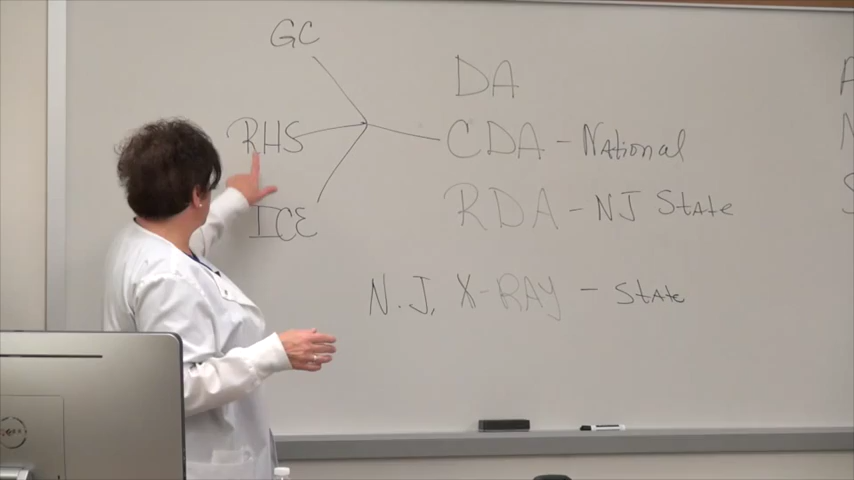 GC
DA
RHS
CDA - National
ICE
RDA - NJ State
N.J. X-RAY - State